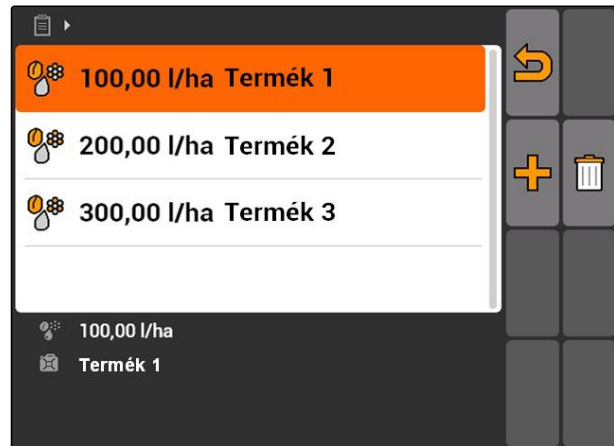 100,00 l/ha Termék 1
200,00 l/ha Termék 2
300,00 l/ha Termék 3
100,00 l/ha
Termék 1